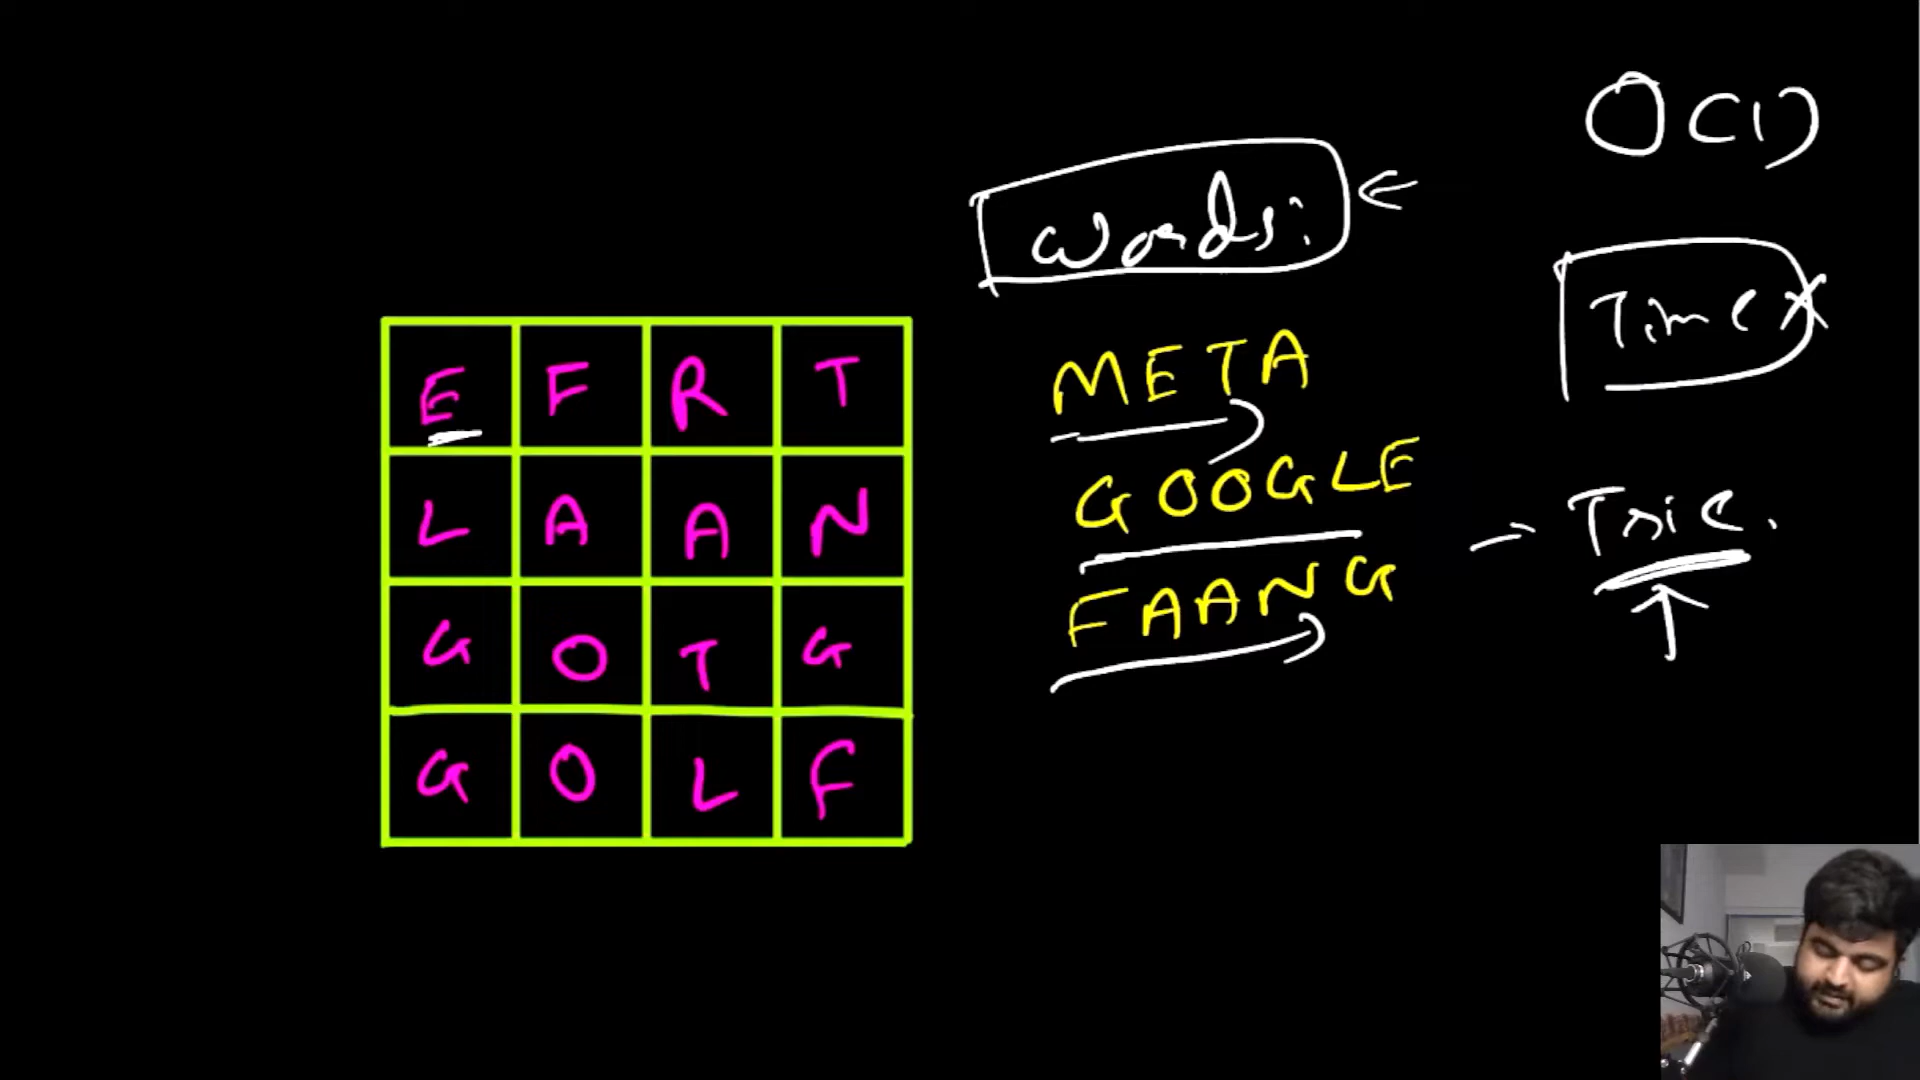 O(1)
Words:
Time
E F R T
L A A N
G O T G
G O L F
META
GOOGLE
FAANG
Trie.